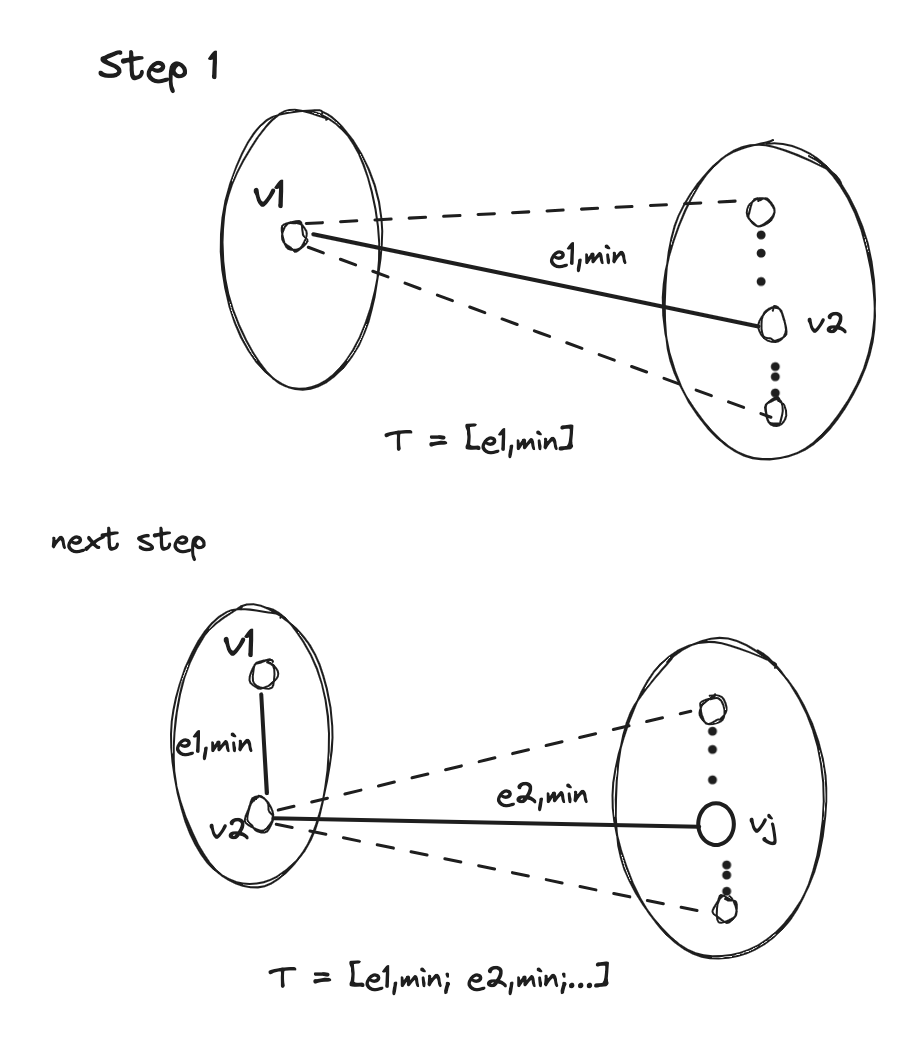 Step 1
v1
e1,min
v2
T = [e1,min]
next step
v1
e1,min
e2,min
v2
vj
T = [e1,min; e2,min;...]